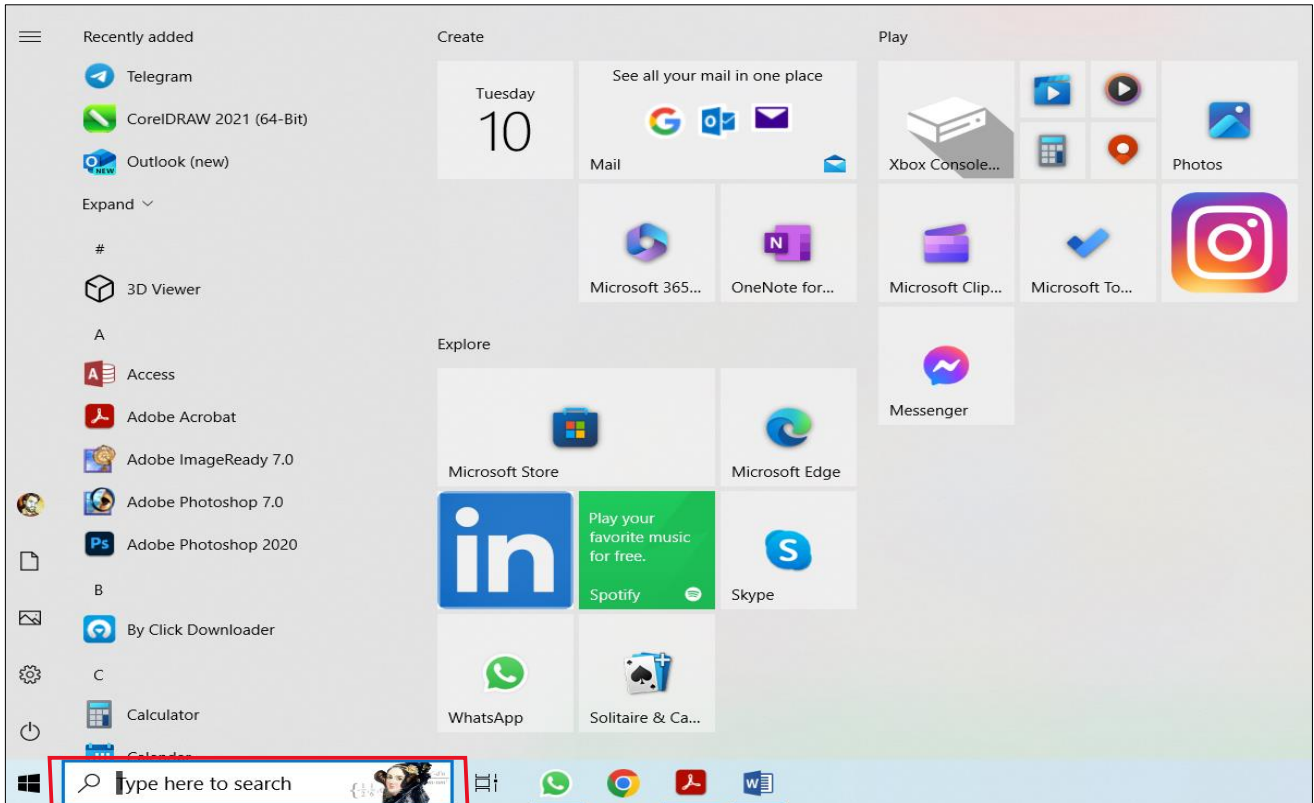 Recently added
Telegram
CorelDRAW 2021 (64-Bit)
Outlook (new)
Expand
#
3D Viewer
A
Access
Adobe Acrobat
Adobe ImageReady 7.0
Adobe Photoshop 7.0
Adobe Photoshop 2020
B
By Click Downloader
C
Calculator
Calendar
Create
Tuesday
10
See all your mail in one place
Mail
Microsoft 365...
OneNote for...
Explore
Microsoft Store
Microsoft Edge
in
Play your
favorite music
for free.
Spotify
Skype
WhatsApp
Solitaire & Ca...
Play
Xbox Console...
Photos
Microsoft Clip...
Microsoft To...
Messenger
Type here to search